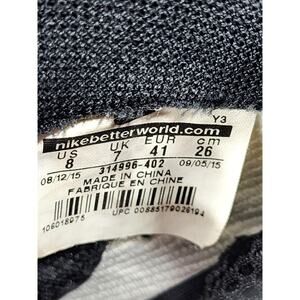 Y3
nikebetterworld.com
US UK EUR cm
8 7 41 26
314996-402
08/12/15 09/05/15
MADE IN CHINA
FABRIQUE EN CHINE
106018975
UPC 00885179026194